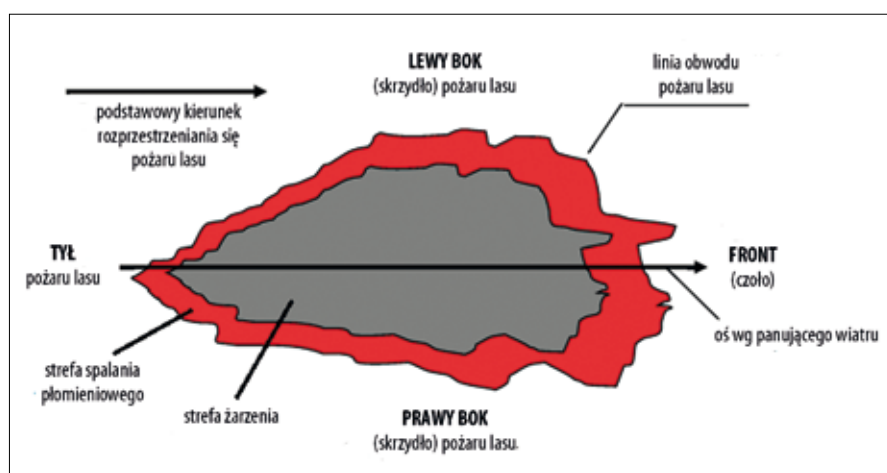 LEWY BOK
(skrzydło) pożaru lasu
linia obwodu
pożaru lasu
podstawowy kierunek
rozprzestrzeniania się
pożaru lasu
TYŁ
pożaru lasu
FRONT
(czoło)
oś wg panującego wiatru
strefa spalania
płomieniowego
strefa żarzenia
PRAWY BOK
(skrzydło) pożaru lasu.